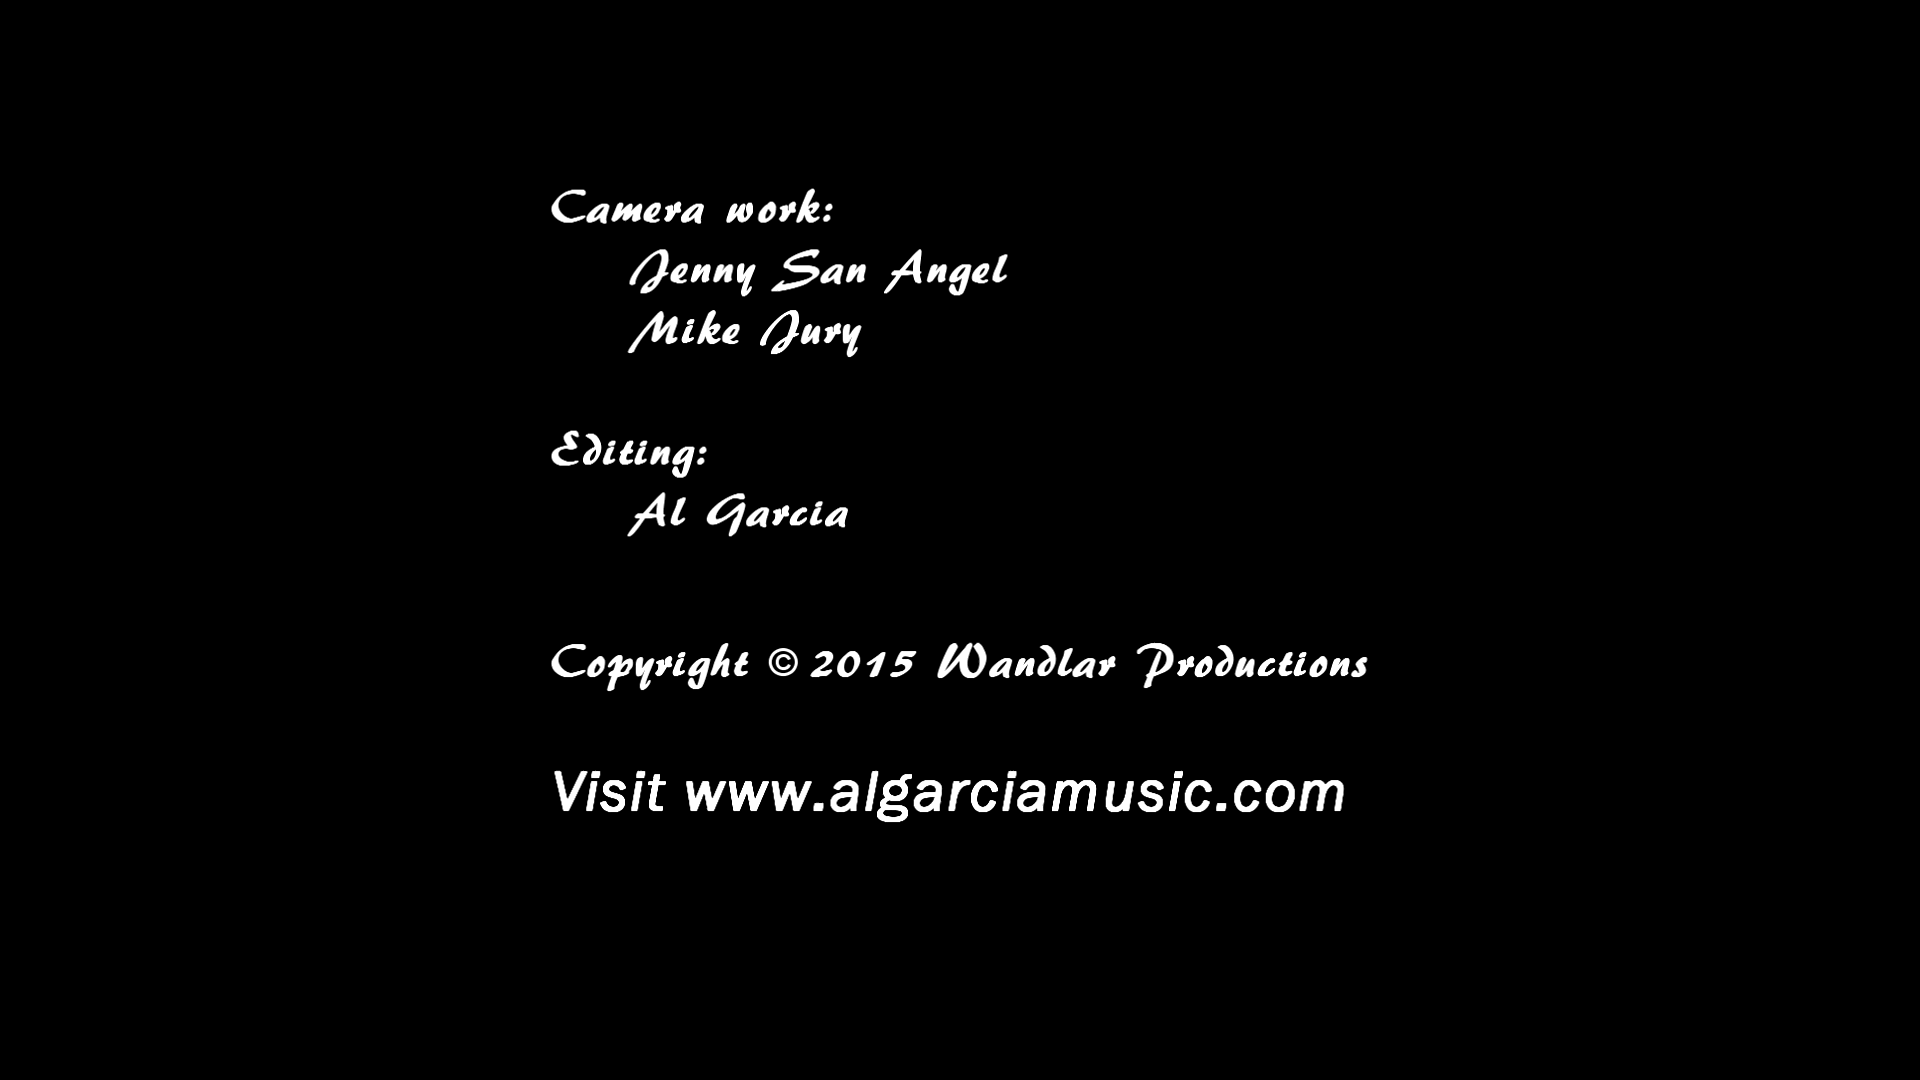 Camera work:
Jenny San Angel
Mike Jury
Editing:
Al Garcia
Copyright © 2015 Wandlar Productions
Visit www.algarciamusic.com